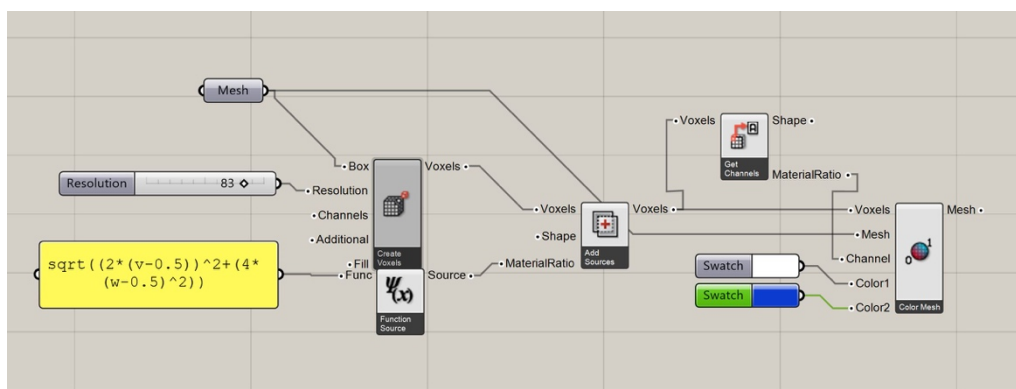 Mesh
Voxels
Shape
Get
Channels
MaterialRatio
Box
Voxels
Resolution
83
Resolution
Channels
Additional
Fill
Create
Voxels
sqrt((2*(v-0.5))^2+(4*
(w-0.5)^2))
Func
Source
Ψ(x)
Function
Source
Voxels
Shape
MaterialRatio
Voxels
Add
Sources
Voxels
Mesh
Channel
Color1
Color2
Mesh
0
1
Color Mesh
Swatch
Swatch